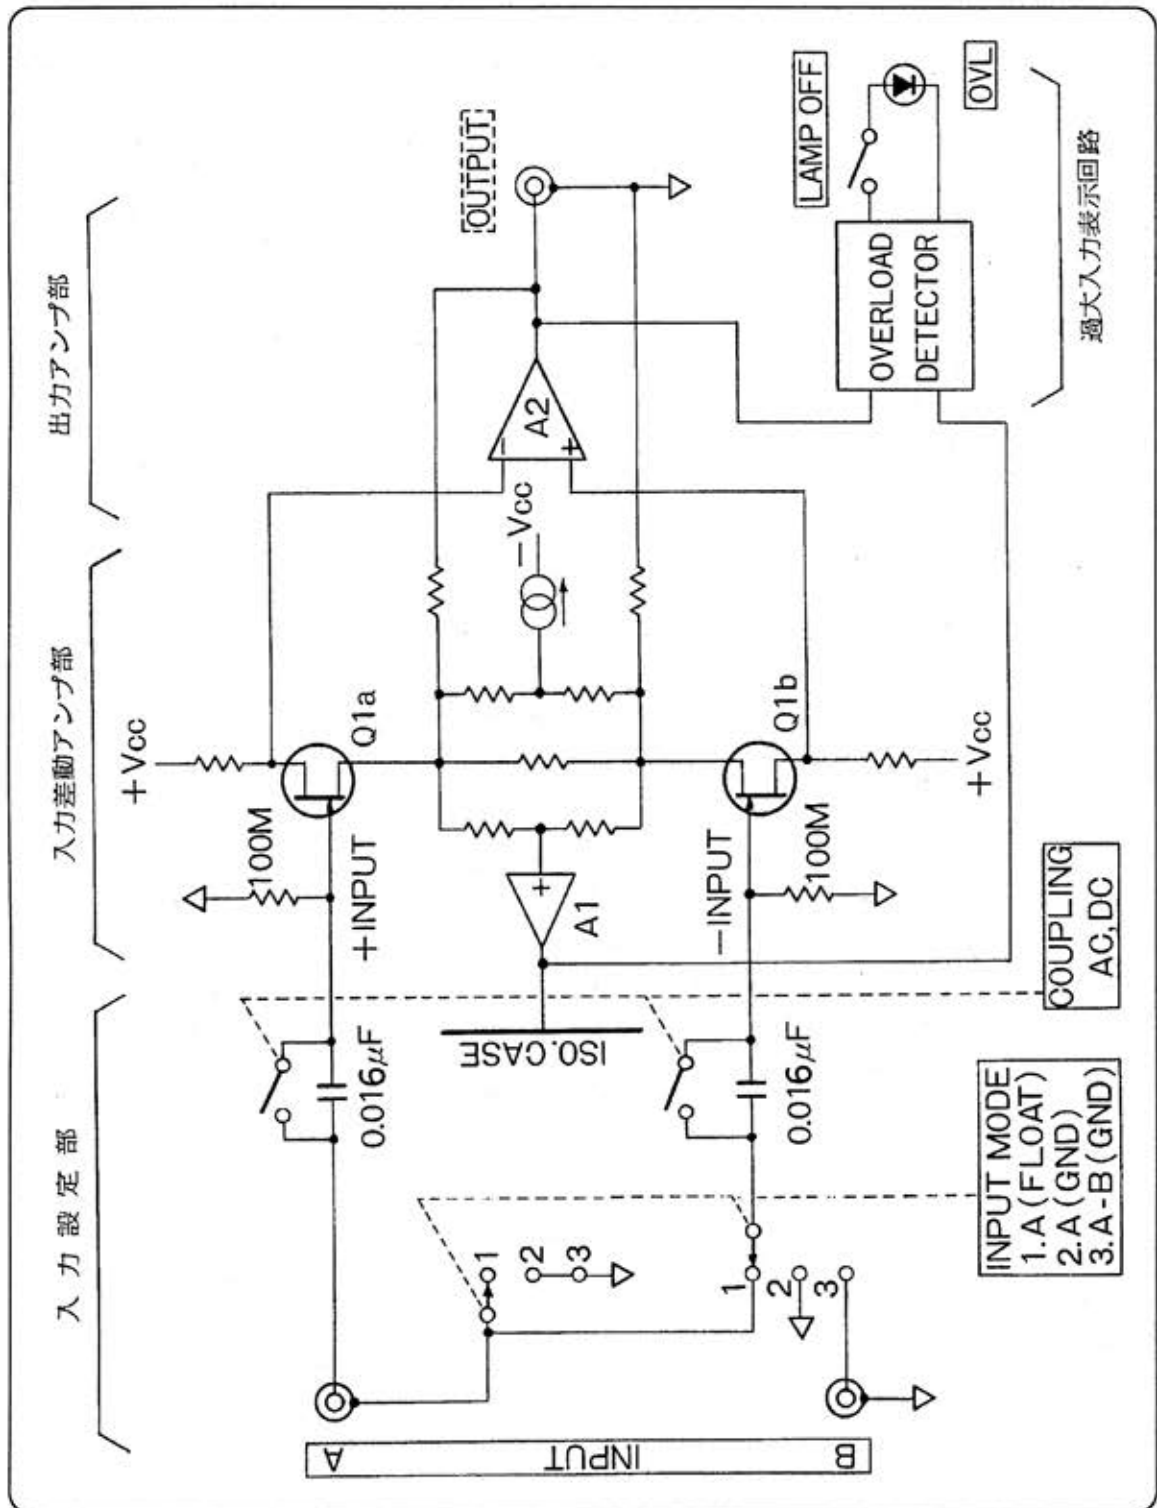 入力設定部
入力差動アンプ部
出力アンプ部
INPUT
A
B
1
2
3
1
2
3
0.016μF
0.016μF
ISO.CASE
+INPUT
−INPUT
100M
100M
+Vcc
+Vcc
−Vcc
Q1a
Q1b
A1
+
A2
−
+
OUTPUT
LAMP OFF
OVL
OVERLOAD
DETECTOR
過大入力表示回路
COUPLING
AC,DC
INPUT MODE
1.A(FLOAT)
2.A(GND)
3.A-B(GND)